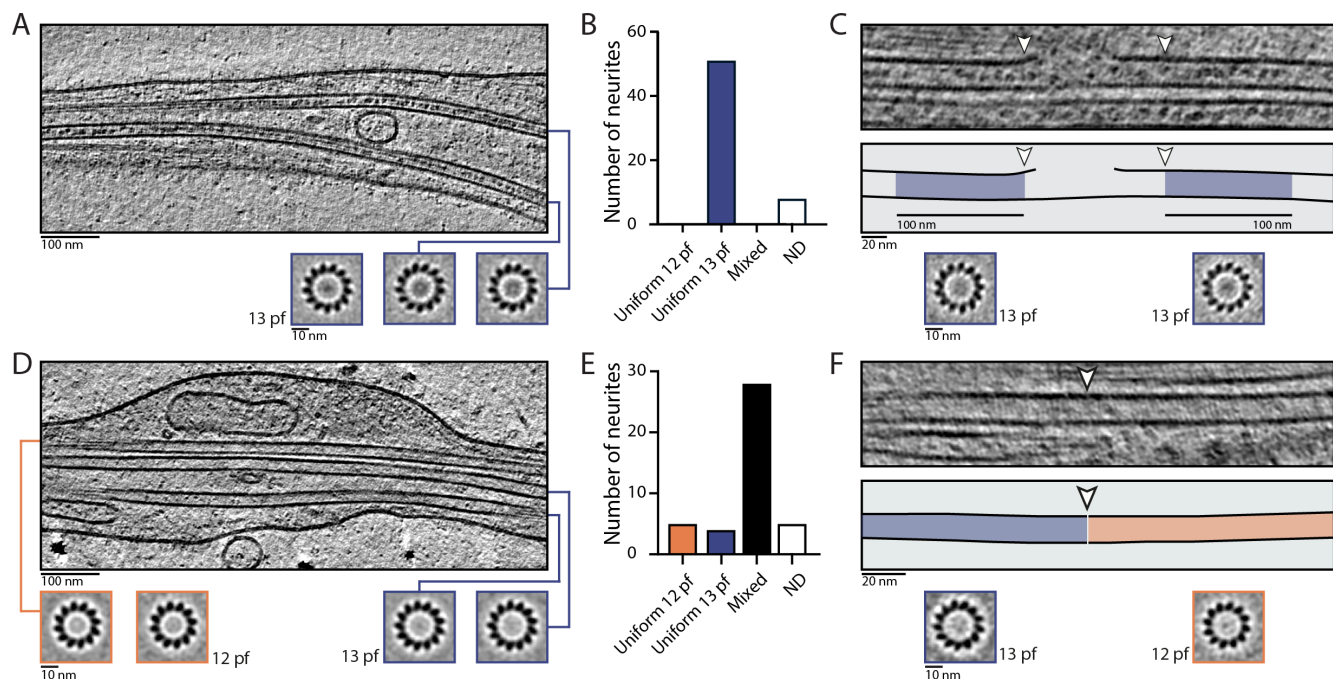 A
100 nm
13 pf
10 nm
B
Number of neurites
60
40
20
0
Uniform 12 pf
Uniform 13 pf
Mixed
ND
C
100 nm
100 nm
20 nm
13 pf
13 pf
10 nm
D
100 nm
12 pf
13 pf
10 nm
E
Number of neurites
30
20
10
0
Uniform 12 pf
Uniform 13 pf
Mixed
ND
F
20 nm
13 pf
12 pf
10 nm